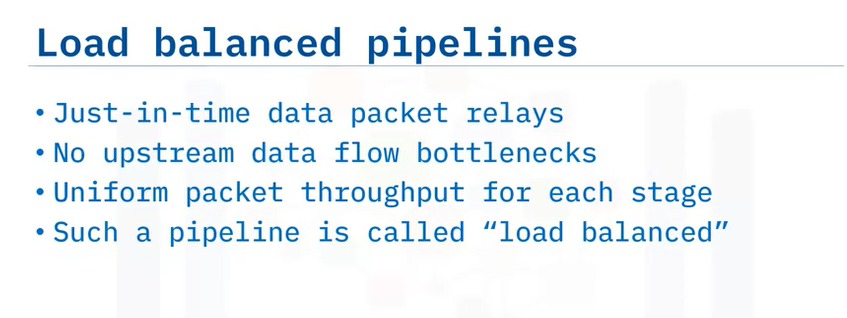 Load balanced pipelines
• Just-in-time data packet relays
• No upstream data flow bottlenecks
• Uniform packet throughput for each stage
• Such a pipeline is called “load balanced”